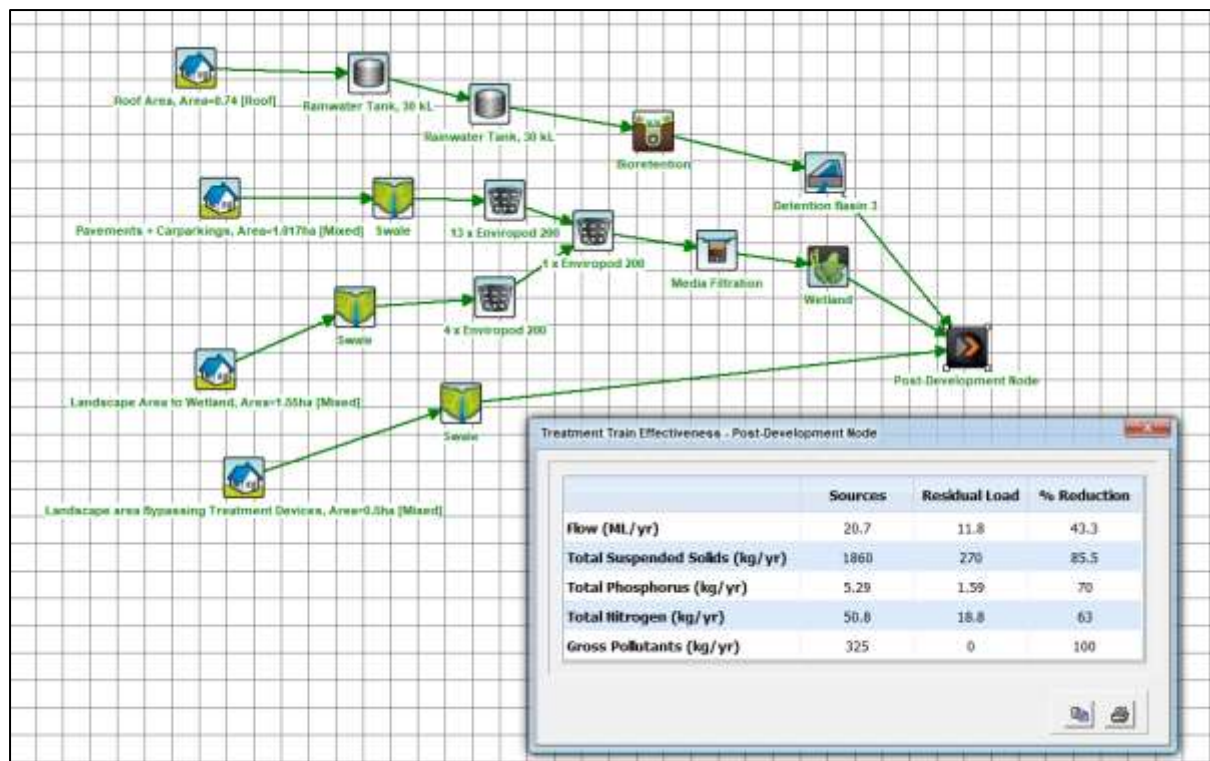 Roof Area, Area=0.74 [Roof]
Rainwater Tank, 30 kL
Rainwater Tank, 30 kL
Bioretention
Detention Basin 3
Pavements + Carparkings, Area=1.017ha [Mixed]
Swale
13 x Enviropod 200
1 x Enviropod 200
Media Filtration
Wetland
Swale
4 x Enviropod 200
Landscape Area to Wetland, Area=1.55ha [Mixed]
Post-Development Node
Swale
Landscape area Bypassing Treatment Devices, Area=0.5ha [Mixed]
Treatment Train Effectiveness - Post-Development Node
Sources Residual Load % Reduction
Flow (ML/yr) 20.7 11.8 43.3
Total Suspended Solids (kg/yr) 1860 270 85.5
Total Phosphorus (kg/yr) 5.29 1.59 70
Total Nitrogen (kg/yr) 50.8 18.8 63
Gross Pollutants (kg/yr) 325 0 100